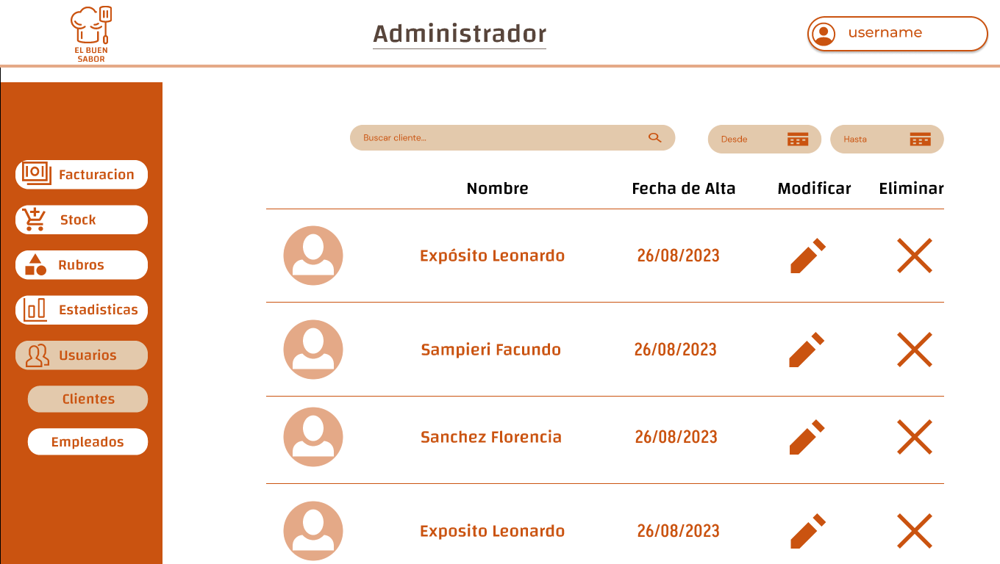 EL BUEN
SABOR
Administrador
username
Buscar cliente...
Desde
Hasta
Facturacion
Stock
Rubros
Estadisticas
Usuarios
Clientes
Empleados
Nombre Fecha de Alta Modificar Eliminar
Expósito Leonardo 26/08/2023
Sampieri Facundo 26/08/2023
Sanchez Florencia 26/08/2023
Exposito Leonardo 26/08/2023